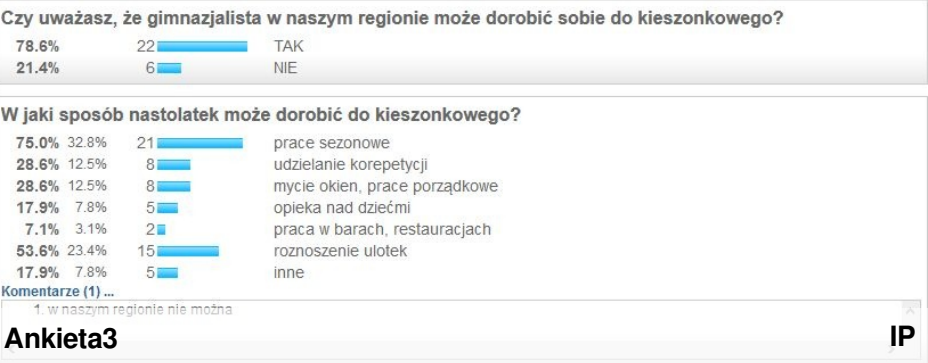 Czy uważasz, że gimnazjalista w naszym regionie może dorobić sobie do kieszonkowego?
78.6% 22 TAK
21.4% 6 NIE
W jaki sposób nastolatek może dorobić do kieszonkowego?
75.0% 32.8% 21 prace sezonowe
28.6% 12.5% 8 udzielanie korepetycji
28.6% 12.5% 8 mycie okien, prace porządkowe
17.9% 7.8% 5 opieka nad dziećmi
7.1% 3.1% 2 praca w barach, restauracjach
53.6% 23.4% 15 roznoszenie ulotek
17.9% 7.8% 5 inne
Komentarze (1) ...
1. w naszym regionie nie można
Ankieta3 IP